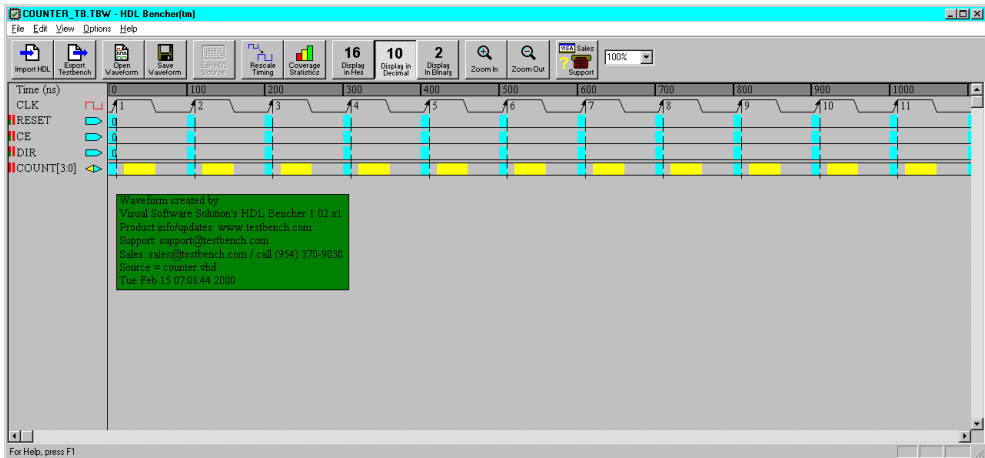 COUNTER_TB.TBW - HDL Bencher(tm)
File Edit View Options Help
Import HDL
Export Testbench
Open Waveform
Save Waveform
Edit HDL Source
Rescale Timing
Coverage Statistics
16 Display in Hex
10 Display in Decimal
2 Display In Binary
Zoom In
Zoom Out
VISA Sales ? Support
100%
Time (ns) 0 100 200 300 400 500 600 700 800 900 1000
CLK 1 2 3 4 5 6 7 8 9 10 11
RESET 0
CE 0
DIR 0
COUNT[3:0]
Waveform created by
Visual Software Solution's HDL Bencher 1.02.x1
Product info/updates: www.testbench.com
Support: support@testbench.com
Sales: sales@testbench.com / call (954) 370-9030
Source = counter.vhd
Tue Feb 15 07:08:44 2000
For Help, press F1